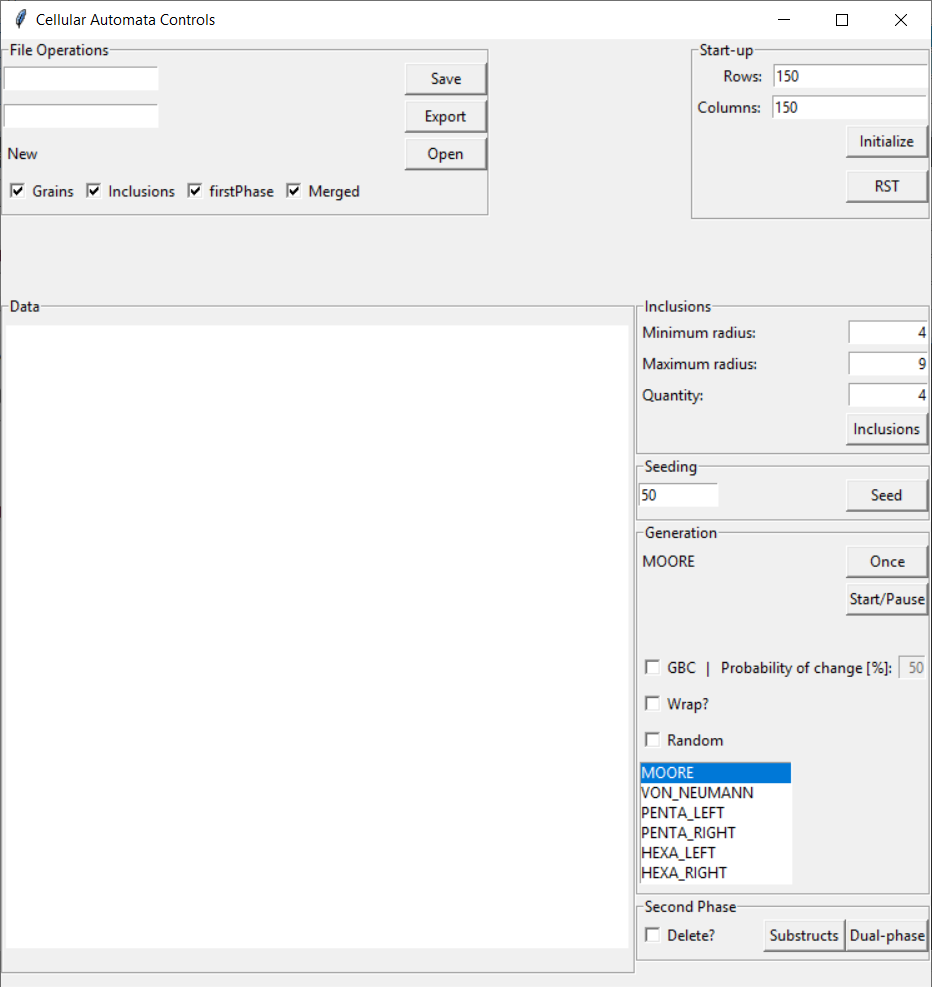 Cellular Automata Controls
File Operations
Save
Export
New
Open
Grains Inclusions firstPhase Merged
Start-up
Rows: 150
Columns: 150
Initialize
RST
Data
Inclusions
Minimum radius: 4
Maximum radius: 9
Quantity: 4
Inclusions
Seeding
50 Seed
Generation
MOORE Once
Start/Pause
GBC | Probability of change [%]: 50
Wrap?
Random
MOORE
VON_NEUMANN
PENTA_LEFT
PENTA_RIGHT
HEXA_LEFT
HEXA_RIGHT
Second Phase
Delete? Substructs Dual-phase